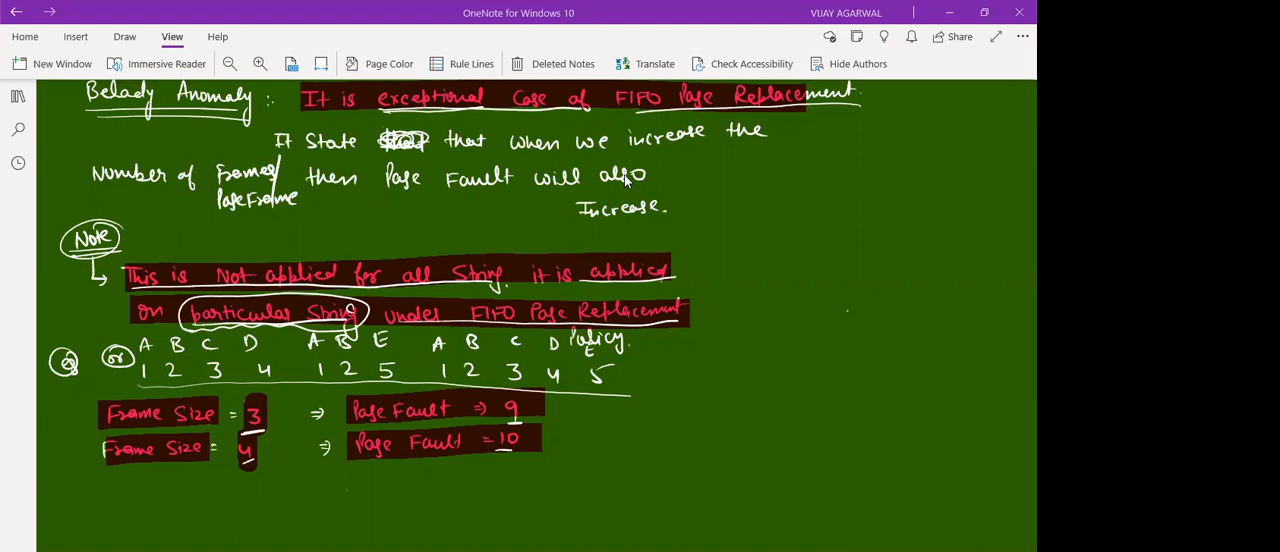 OneNote for Windows 10
VIJAY AGARWAL
Home Insert Draw View Help
Share
New Window Immersive Reader Page Color Rule Lines Deleted Notes Translate Check Accessibility Hide Authors
Belady Anomaly : It is exceptional Case of FIFO Page Replacement
It State that when we increase the
Number of Frames/ then Page Fault will also
Page Frame
Increase.
Note
This is Not applied for all String. it is applied
on particular String under FIFO Page Replacement
Policy.
A B C D A B E A B C D E
Q or 1 2 3 4 1 2 5 1 2 3 4 5
Frame Size = 3 ⇒ Page Fault ⇒ 9
Frame Size = 4 ⇒ Page Fault = 10